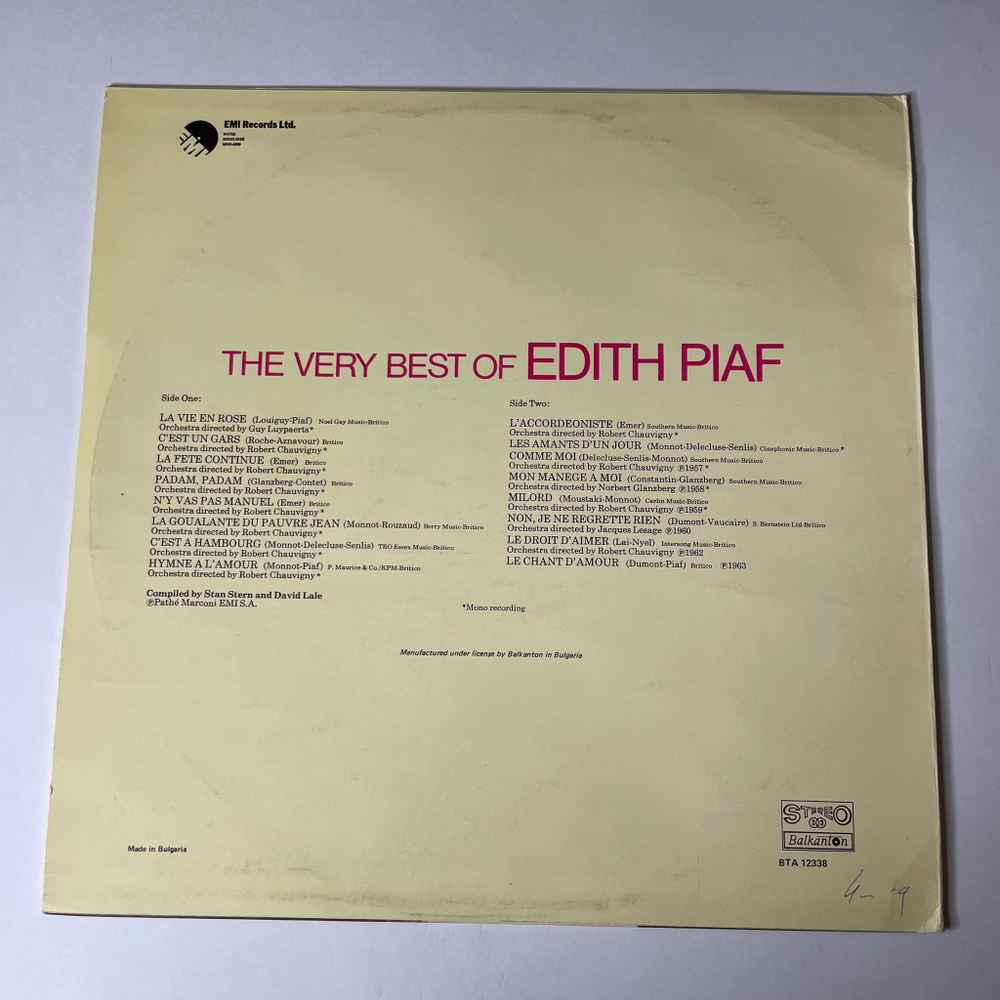 EMI
EMI Records Ltd.
HAYES
MIDDLESEX
ENGLAND
THE VERY BEST OF EDITH PIAF
Side One:
LA VIE EN ROSE (Louiguy-Piaf) Noel Gay Music-Britico
Orchestra directed by Guy Luypaerts*
C'EST UN GARS (Roche-Aznavour) Britico
Orchestra directed by Robert Chauvigny*
LA FETE CONTINUE (Emer) Britico
Orchestra directed by Robert Chauvigny*
PADAM, PADAM (Glanzberg-Contet) Britico
Orchestra directed by Robert Chauvigny*
N'Y VAS PAS MANUEL (Emer) Britico
Orchestra directed by Robert Chauvigny*
LA GOUALANTE DU PAUVRE JEAN (Monnot-Rouzaud) Berry Music-Britico
Orchestra directed by Robert Chauvigny*
C'EST A HAMBOURG (Monnot-Delecluse-Senlis) TRO Essex Music-Britico
Orchestra directed by Robert Chauvigny*
HYMNE A L'AMOUR (Monnot-Piaf) P. Maurice & Co./KPM-Britico
Orchestra directed by Robert Chauvigny*
Compiled by Stan Stern and David Lale
℗Pathé Marconi EMI S.A.
Side Two:
L'ACCORDEONISTE (Emer) Southern Music-Britico
Orchestra directed by Robert Chauvigny*
LES AMANTS D'UN JOUR (Monnot-Delecluse-Senlis) Cinephonic Music-Britico*
COMME MOI (Delecluse-Senlis-Monnot) Southern Music-Britico
Orchestra directed by Robert Chauvigny ℗1957*
MON MANEGE A MOI (Constantin-Glanzberg) Southern Music-Britico
Orchestra directed by Norbert Glanzberg ℗1958*
MILORD (Moustaki-Monnot) Carlin Music-Britico
Orchestra directed by Robert Chauvigny ℗1959*
NON, JE NE REGRETTE RIEN (Dumont-Vaucaire) S. Bernstein Ltd-Britico
Orchestra directed by Jacques Lesage ℗1960
LE DROIT D'AIMER (Lai-Nyel) Intersong Music-Britico
Orchestra directed by Robert Chauvigny ℗1962
LE CHANT D'AMOUR (Dumont-Piaf) Britico ℗1963
*Mono recording
Manufactured under license by Balkanton in Bulgaria
Made in Bulgaria
STEREO
33
Balkanton
BTA 12338